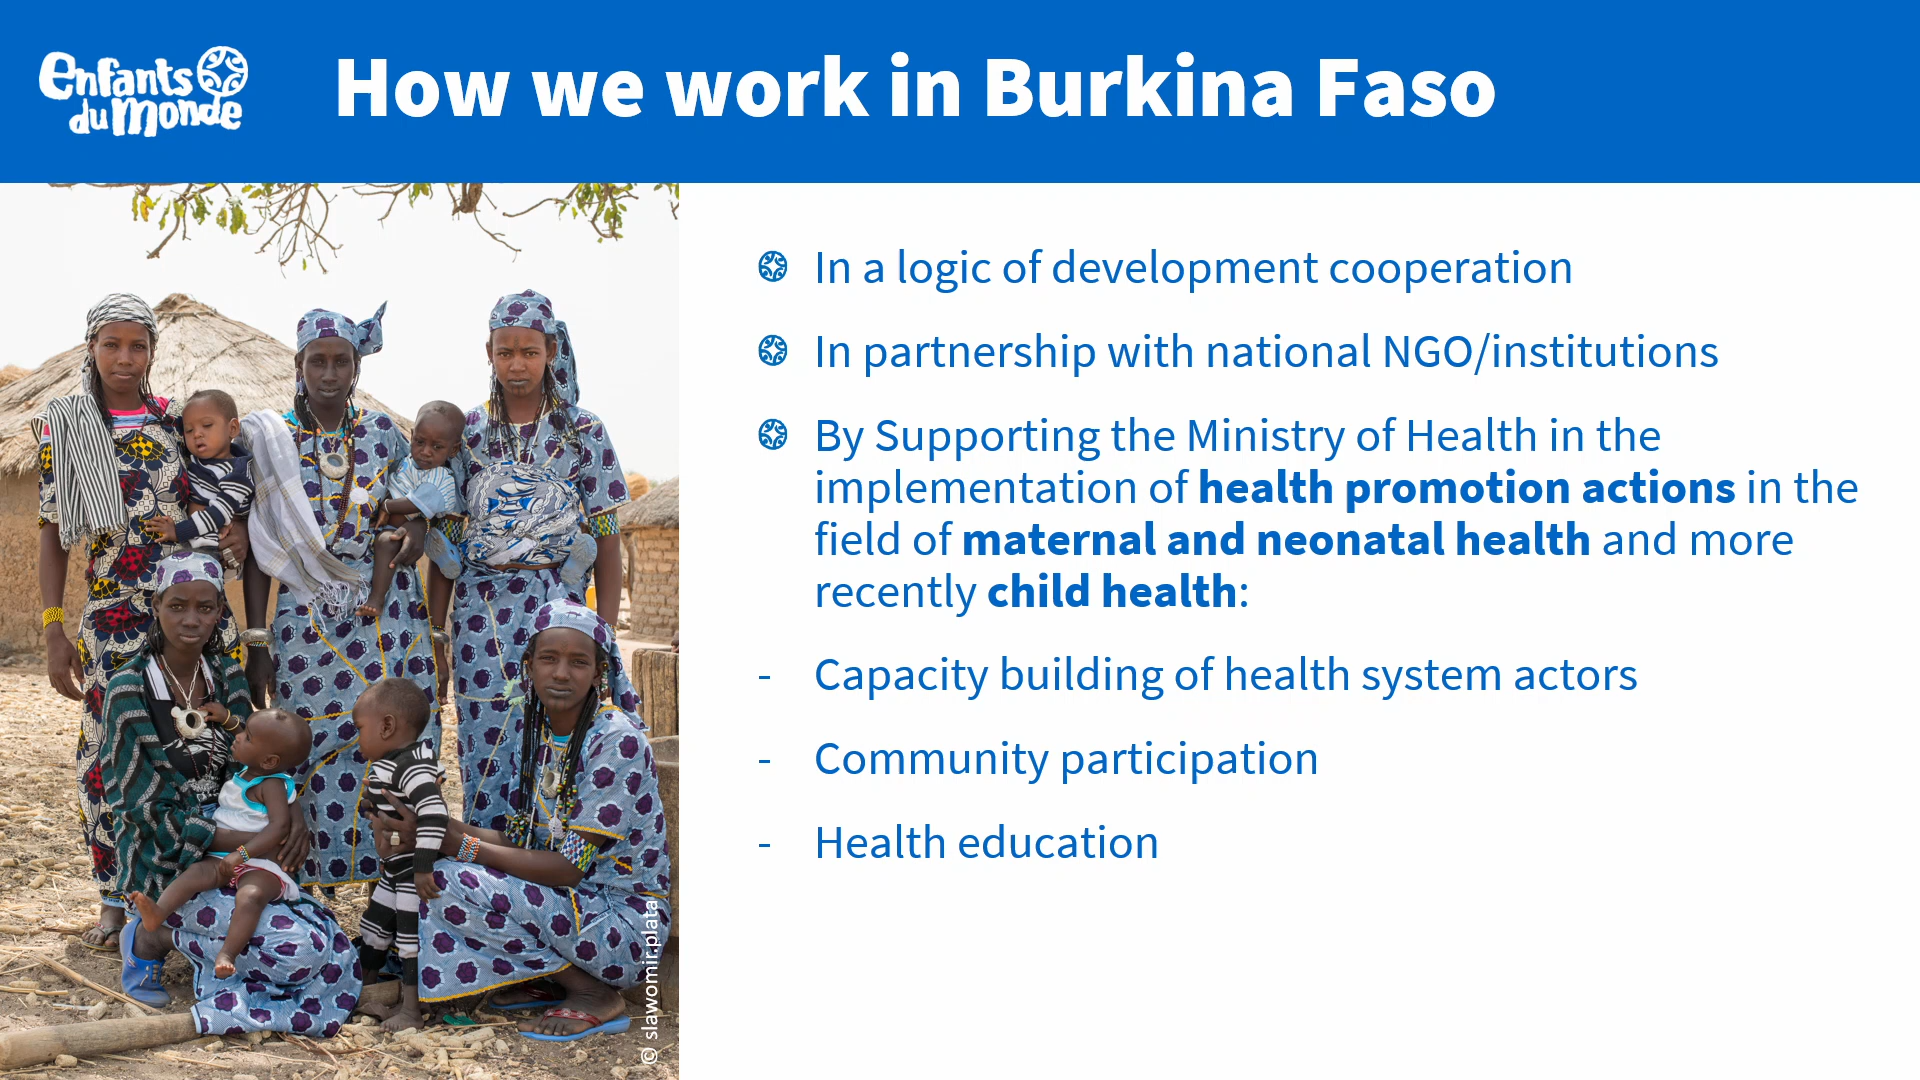 enfants
du monde
How we work in Burkina Faso
In a logic of development cooperation
In partnership with national NGO/institutions
By Supporting the Ministry of Health in the
implementation of health promotion actions in the
field of maternal and neonatal health and more
recently child health:
- Capacity building of health system actors
- Community participation
- Health education
© slawomir.plata